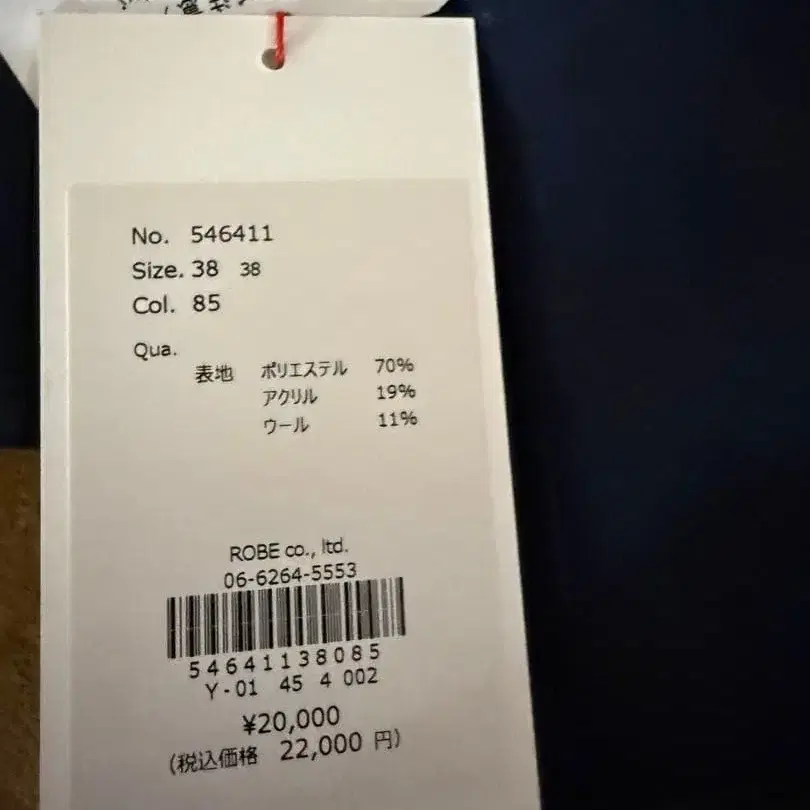 No. 546411
Size. 38 38
Col. 85
Qua.
表地 ポリエステル 70%
アクリル 19%
ウール 11%
ROBE co., ltd.
06-6264-5553
54641138085
Y-01 45 4 002
¥20,000
(税込価格 22,000 円)